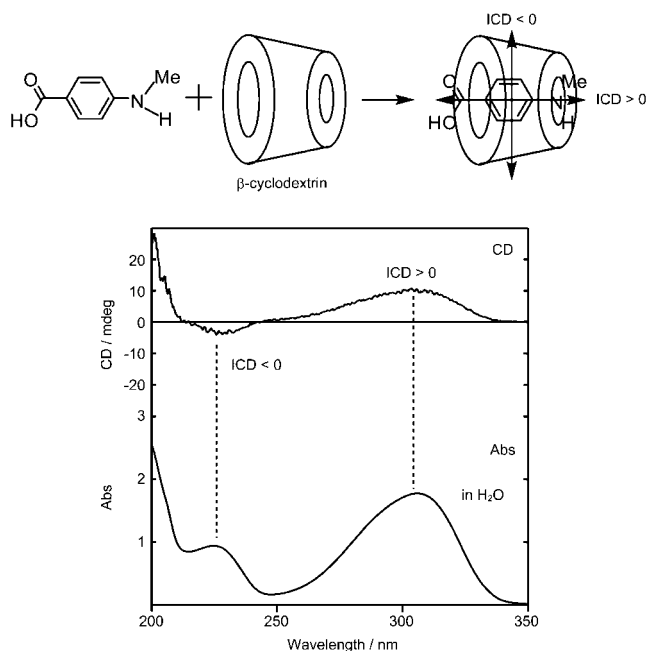 ICD < 0
O
HO
N
Me
H
β-cyclodextrin
O
HO
Me
N
H
ICD > 0
CD
ICD > 0
ICD < 0
CD / mdeg
20
10
0
-10
-20
Abs
in H₂O
Abs
3
2
1
200
250
300
350
Wavelength / nm